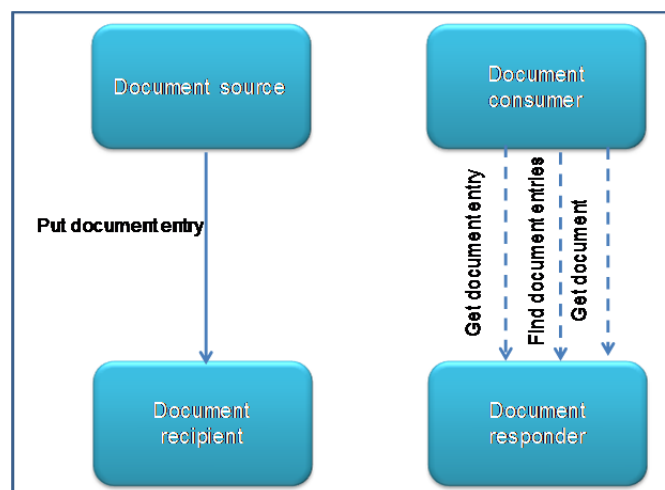 Document source
Document
consumer
Put document entry
Get document entry
Find document entries
Get document
Document
recipient
Document
responder